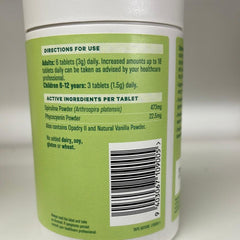 DIRECTIONS FOR USE
Adults: 6 tablets (3g) daily. Increased amounts up to 18
tablets daily can be taken as advised by your healthcare
professional.
Children 6-12 years: 3 tablets (1.5g) daily.
ACTIVE INGREDIENTS PER TABLET
Spirulina Powder (Arthrospira platensis) 473mg
Phycocyanin Powder 22.5mg
Also contains Opadry II and Natural Vanilla Powder.
No added dairy, soy,
gluten or wheat.